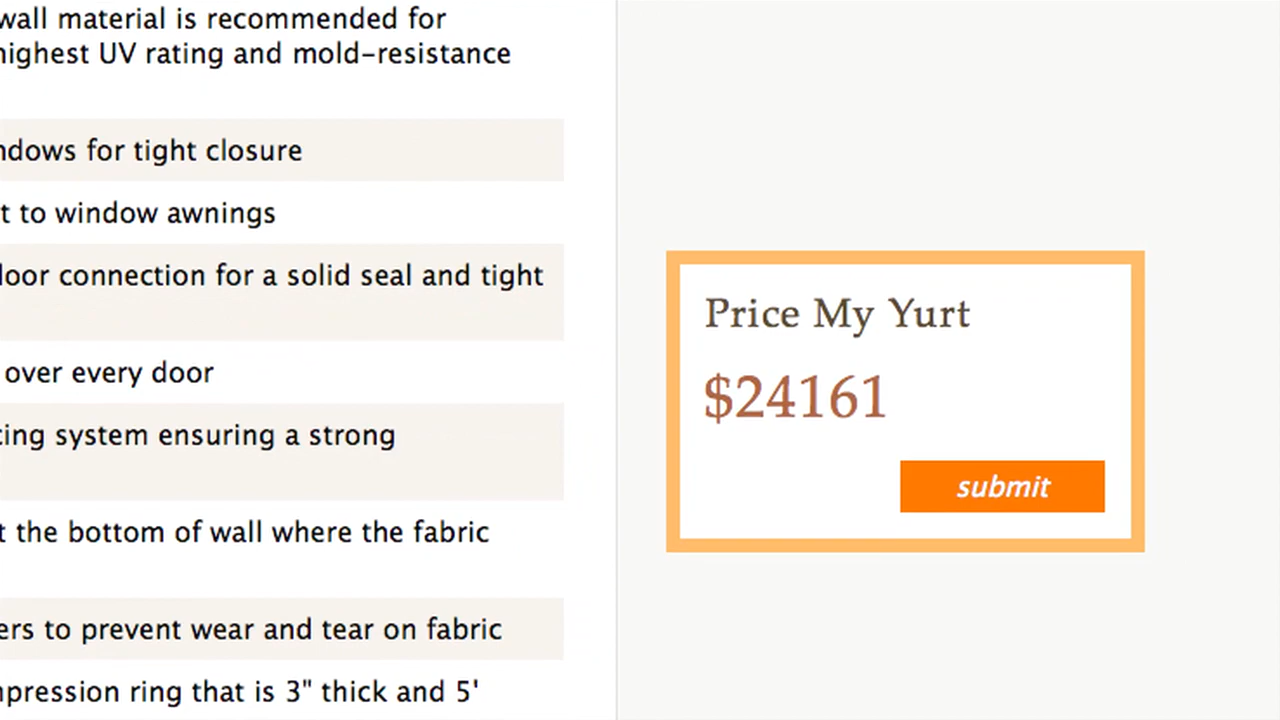 wall material is recommended for
highest UV rating and mold-resistance
ndows for tight closure
t to window awnings
door connection for a solid seal and tight
over every door
cing system ensuring a strong
t the bottom of wall where the fabric
ers to prevent wear and tear on fabric
mpression ring that is 3" thick and 5'
Price My Yurt
$24161
submit